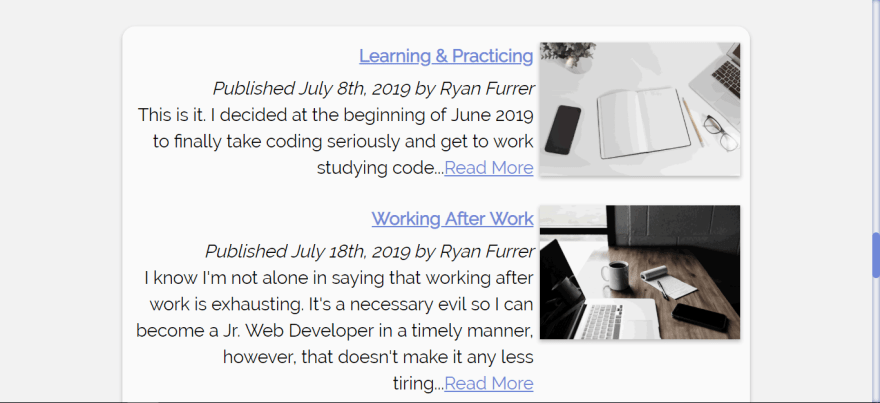 Learning & Practicing
Published July 8th, 2019 by Ryan Furrer
This is it. I decided at the beginning of June 2019
to finally take coding seriously and get to work
studying code...Read More
Working After Work
Published July 18th, 2019 by Ryan Furrer
I know I'm not alone in saying that working after
work is exhausting. It's a necessary evil so I can
become a Jr. Web Developer in a timely manner,
however, that doesn't make it any less
tiring...Read More